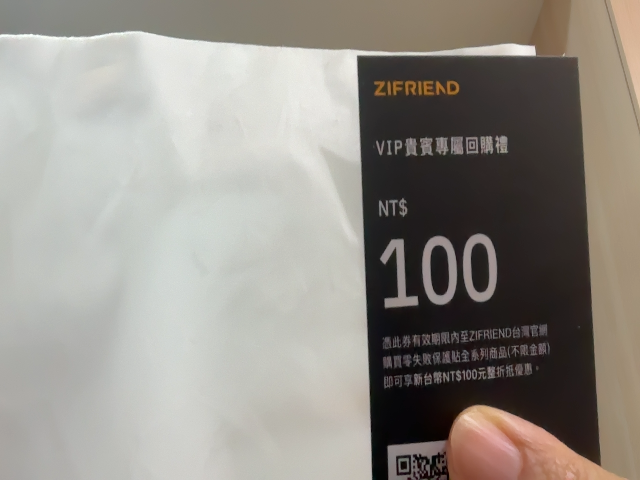 ZIFRIEND
VIP貴賓專屬回購禮
NT$
100
憑此券有效期限內至ZIFRIEND台灣官網
購買零失敗保護貼全系列商品(不限金額)
即可享新台幣NT$100元整折抵優惠。